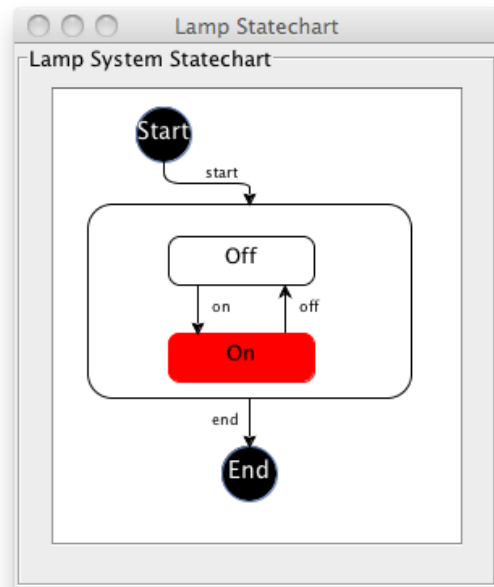 Lamp Statechart
Lamp System Statechart
Start
start
Off
on
off
On
end
End